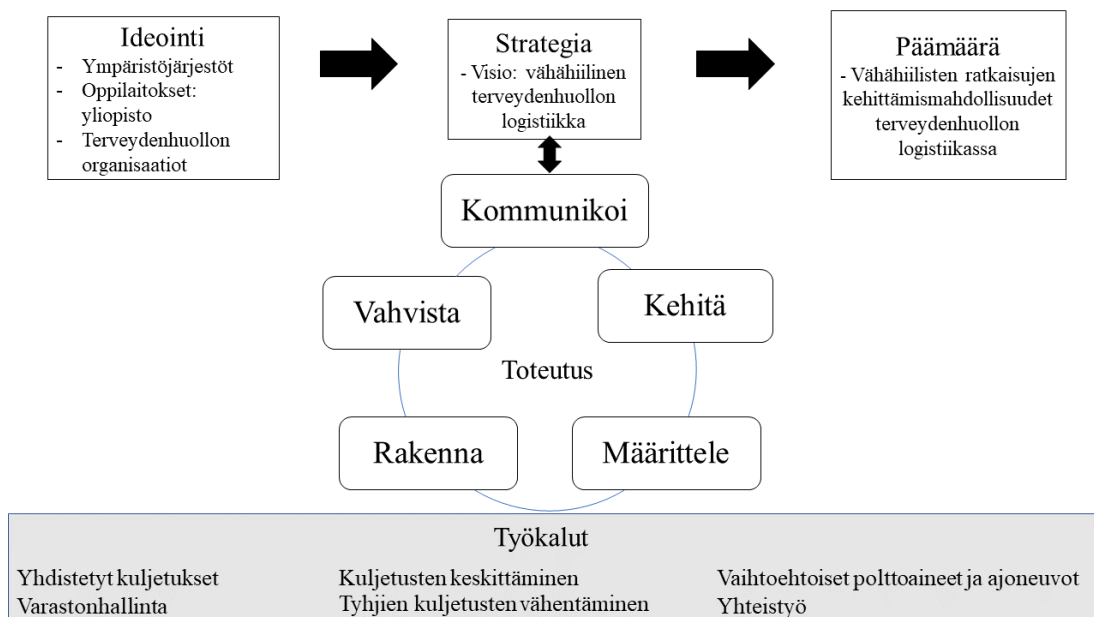 Ideointi
- Ympäristöjärjestöt
- Oppilaitokset:
yliopisto
- Terveydenhuollon
organisaatiot
Strategia
- Visio: vähähiilinen
terveydenhuollon
logistiikka
Päämäärä
- Vähähiilisten ratkaisujen
kehittämismahdollisuudet
terveydenhuollon
logistiikassa
Kommunikoi
Vahvista
Kehitä
Toteutus
Rakenna
Määrittele
Työkalut
Yhdistetyt kuljetukset
Varastonhallinta
Kuljetusten keskittäminen
Tyhjien kuljetusten vähentäminen
Vaihtoehtoiset polttoaineet ja ajoneuvot
Yhteistyö